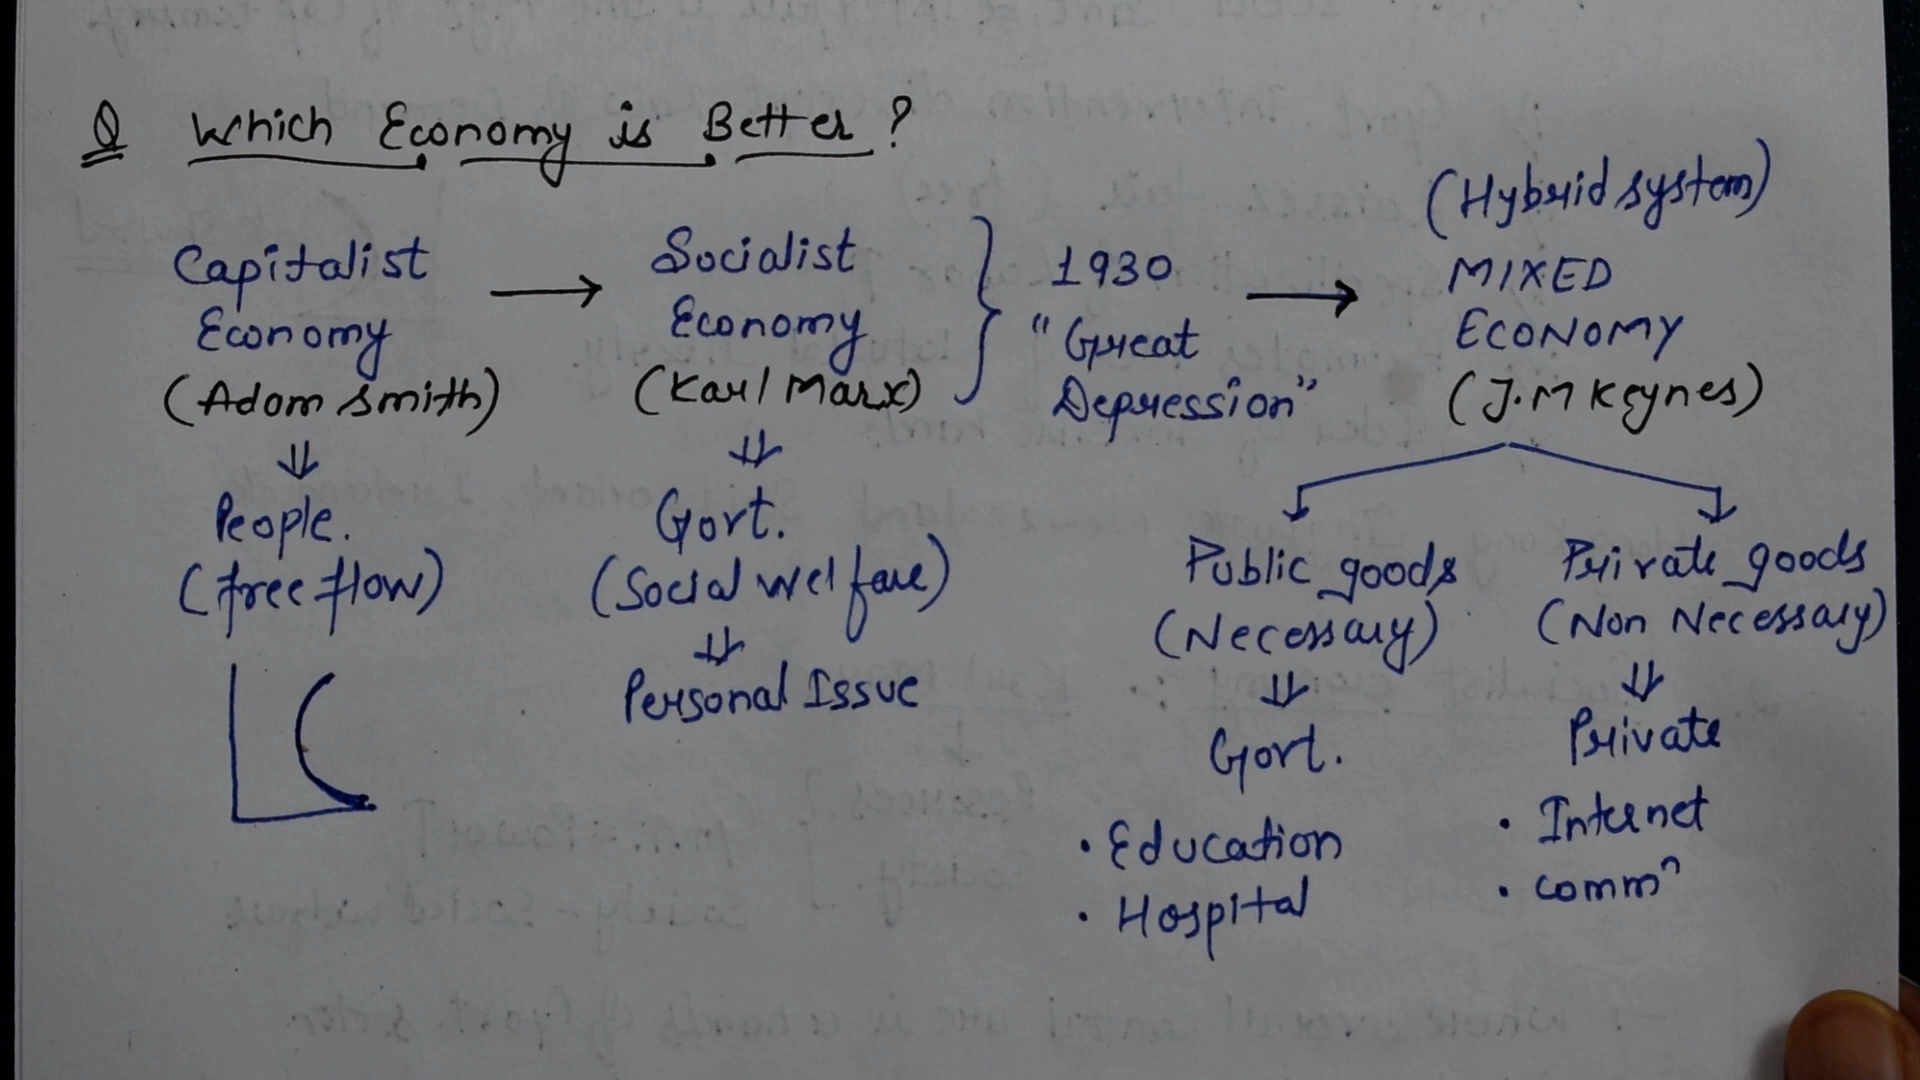 Q Which Economy is Better ?
Capitalist
Economy
(Adom Smith)
People.
(free flow)
Socialist
Economy
(Karl Marx)
Govt.
(Social welfare)
Personal Issue
1930
"Great
Depression"
(Hybrid system)
MIXED
ECONOMY
(J.M Keynes)
Public goods
(Necessary)
Govt.
• Education
• Hospital
Private goods
(Non Necessary)
Private
• Internet
• commⁿ